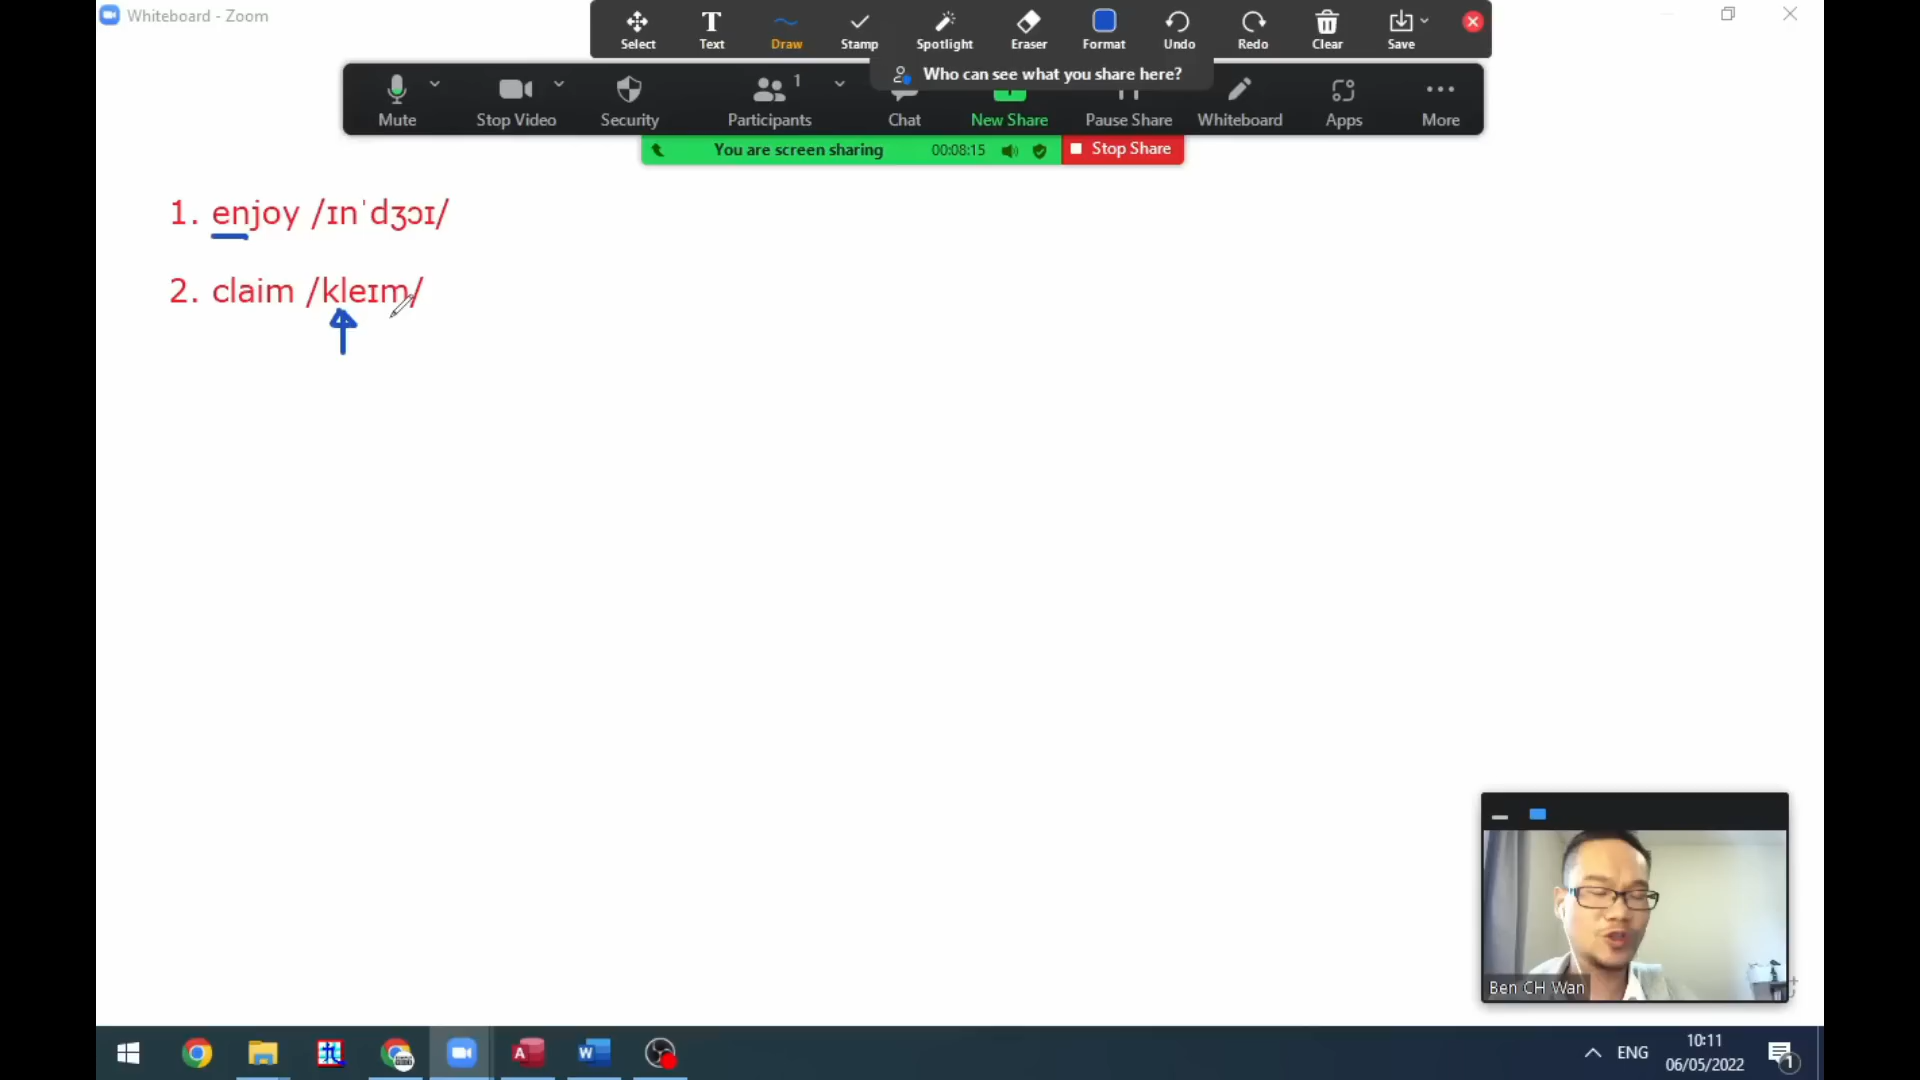 Whiteboard - Zoom
Select Text Draw Stamp Spotlight Eraser Format Undo Redo Clear Save
Who can see what you share here?
1
Mute Stop Video Security Participants Chat New Share Pause Share Whiteboard Apps More
You are screen sharing 00:08:15 Stop Share
1. enjoy /ɪnˈdʒɔɪ/
2. claim /kleɪm/
Ben CH Wan
ENG
10:11
06/05/2022
1